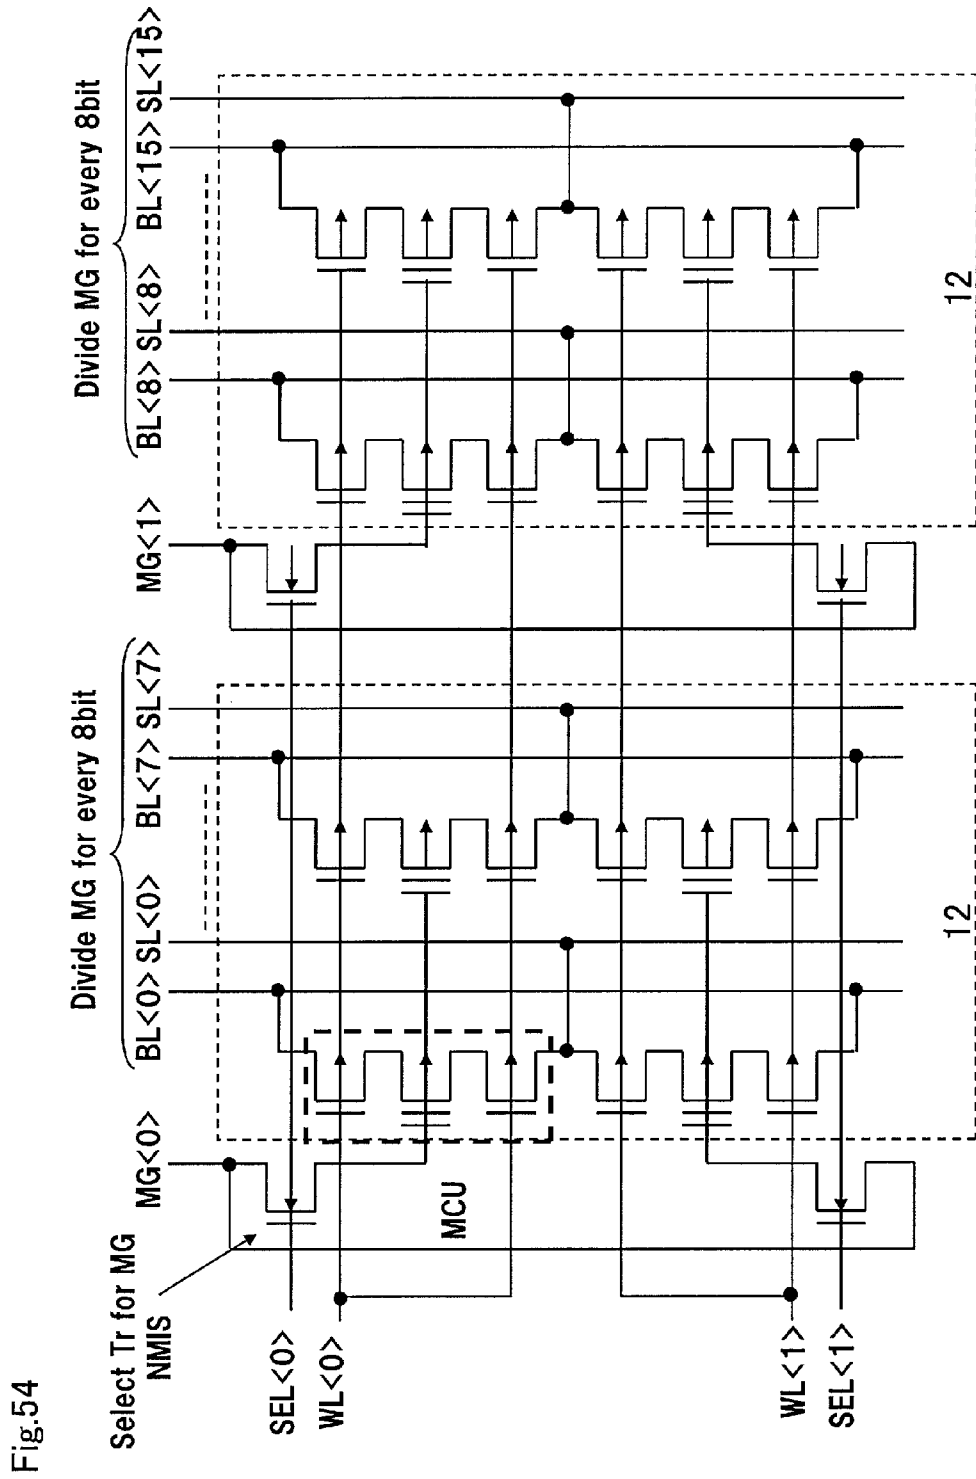 Fig.54
Select Tr for MG
NMIS
SEL<0>
WL<0>
WL<1>
SEL<1>
MG<0>
MCU
Divide MG for every 8bit
BL<0> SL<0>
BL<7> SL<7>
12
MG<1>
Divide MG for every 8bit
BL<8> SL<8>
BL<15> SL<15>
12